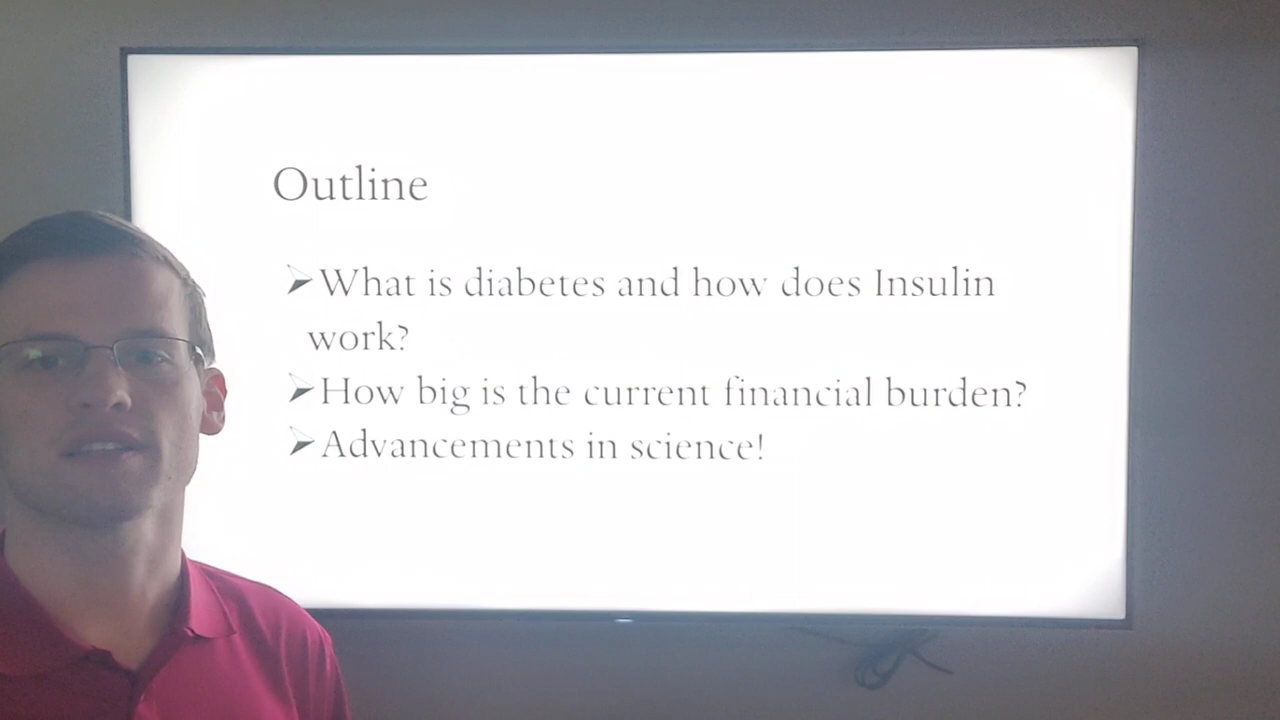 Outline
➢What is diabetes and how does Insulin
work?
➢How big is the current financial burden?
➢Advancements in science!